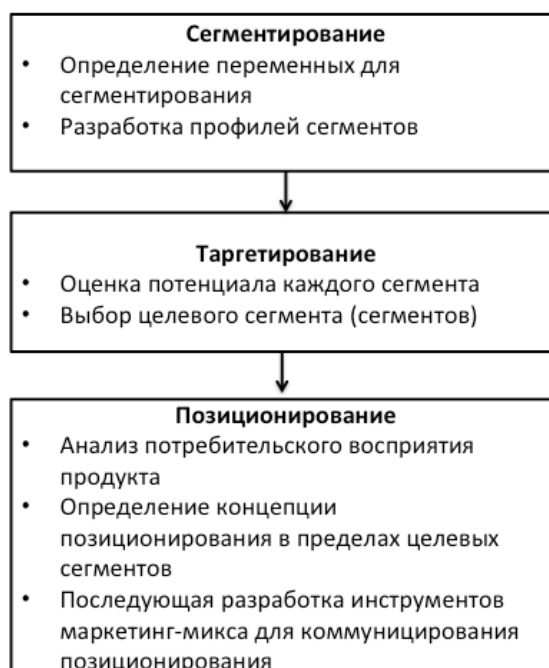 Сегментирование
• Определение переменных для
сегментирования
• Разработка профилей сегментов
Таргетирование
• Оценка потенциала каждого сегмента
• Выбор целевого сегмента (сегментов)
Позиционирование
• Анализ потребительского восприятия
продукта
• Определение концепции
позиционирования в пределах целевых
сегментов
• Последующая разработка инструментов
маркетинг-микса для коммуницирования
позиционирования